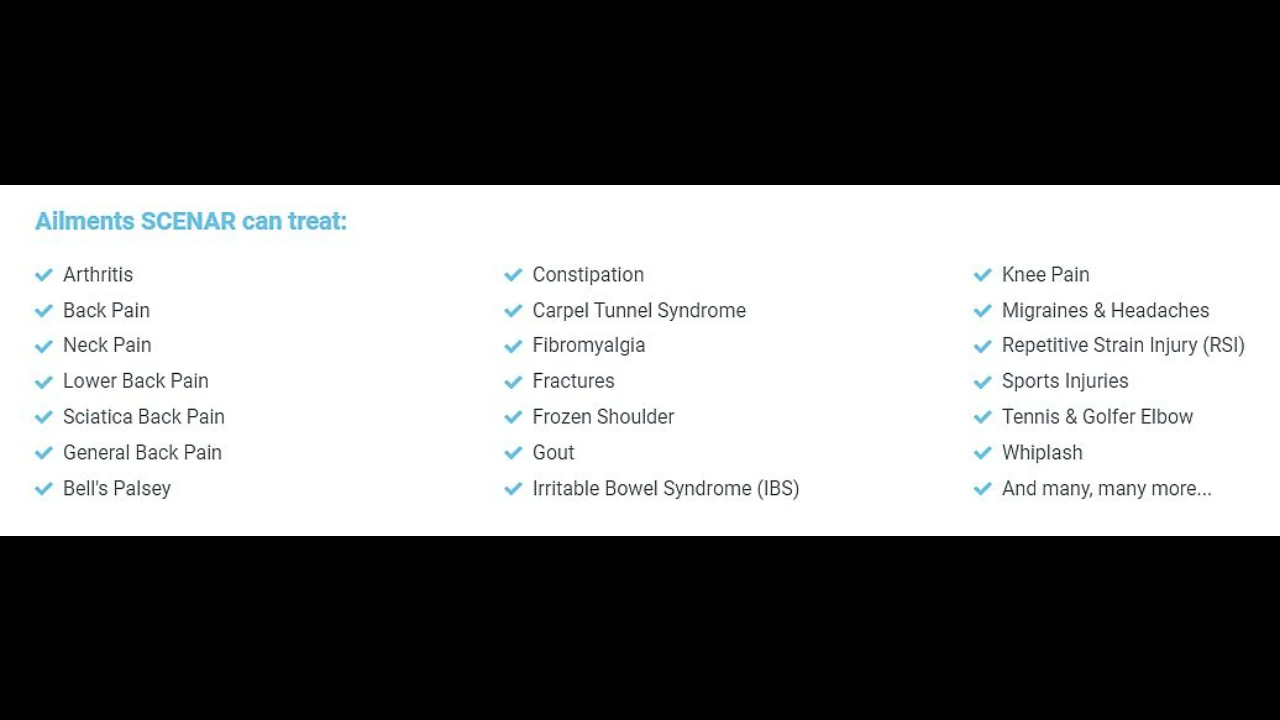 Ailments SCENAR can treat:
Arthritis
Back Pain
Neck Pain
Lower Back Pain
Sciatica Back Pain
General Back Pain
Bell's Palsey
Constipation
Carpel Tunnel Syndrome
Fibromyalgia
Fractures
Frozen Shoulder
Gout
Irritable Bowel Syndrome (IBS)
Knee Pain
Migraines & Headaches
Repetitive Strain Injury (RSI)
Sports Injuries
Tennis & Golfer Elbow
Whiplash
And many, many more...